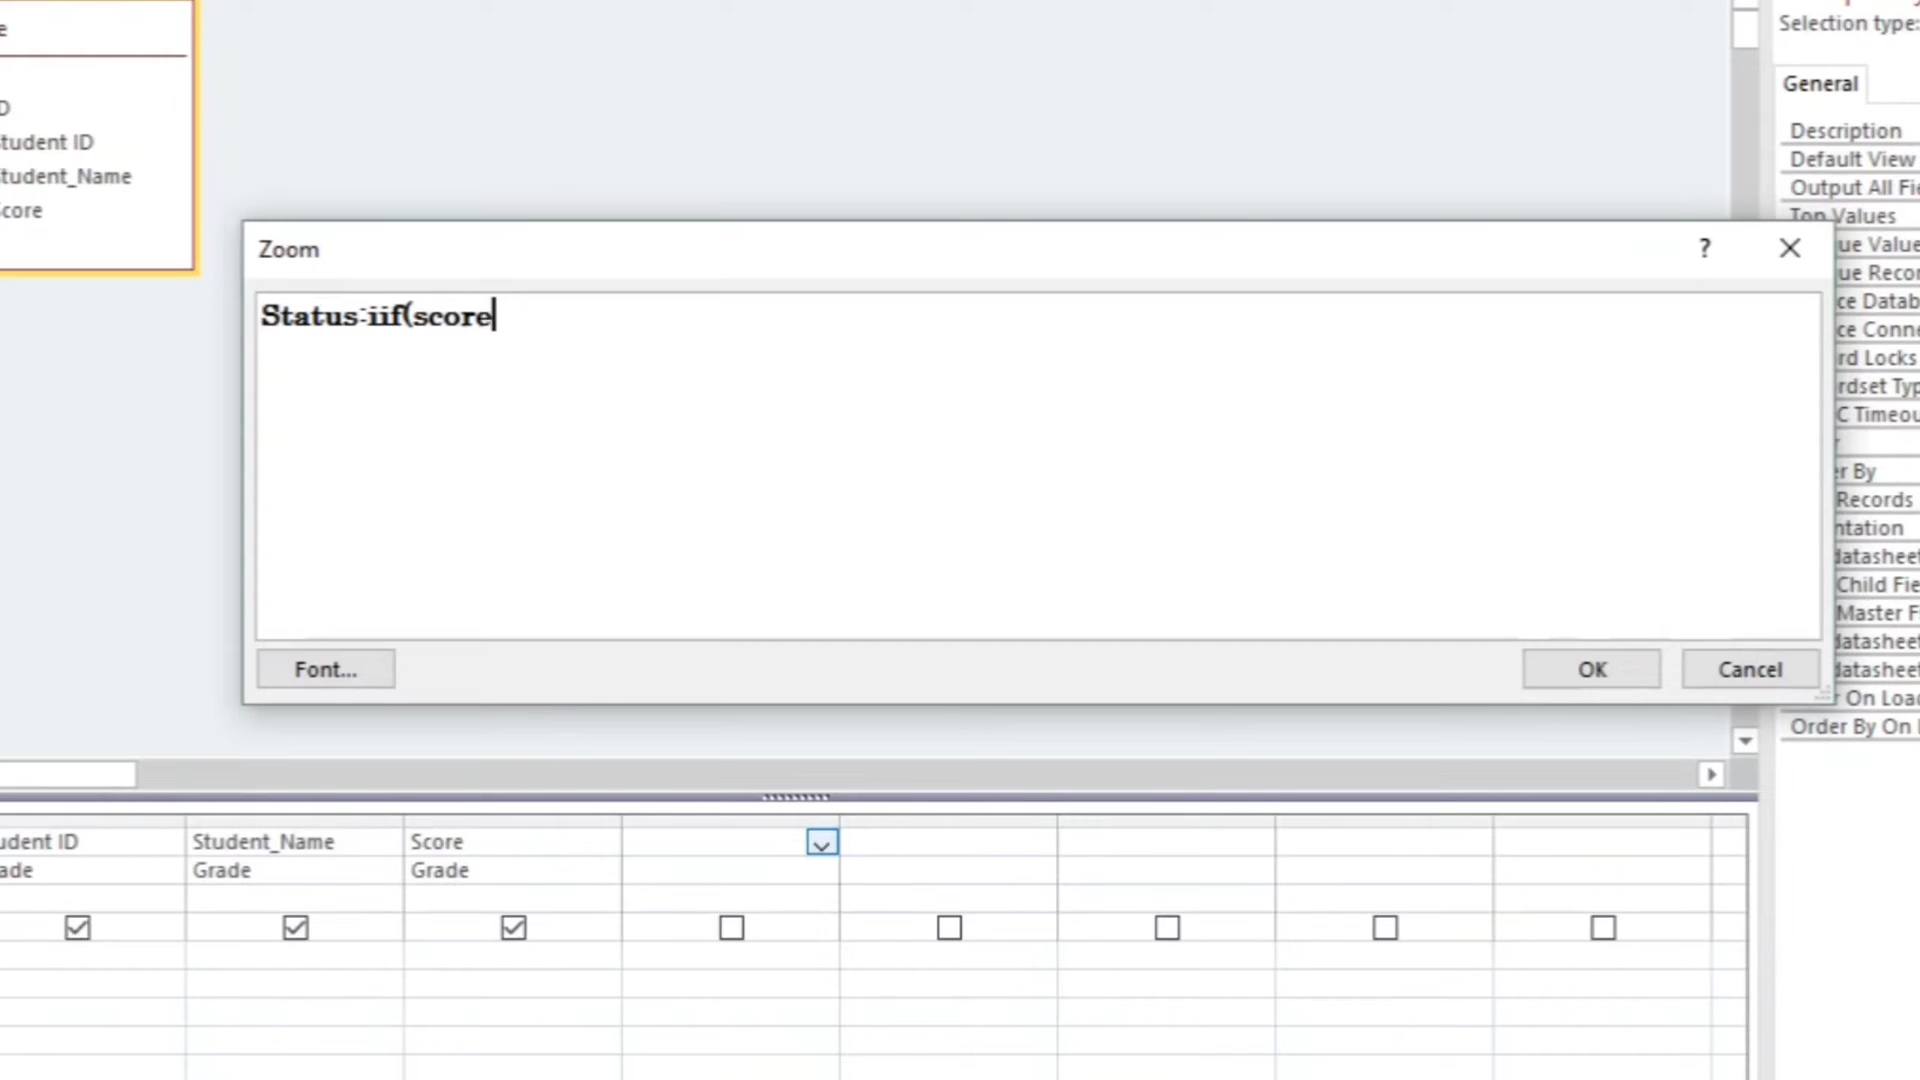 Selection type:
General
tudent ID
tudent_Name
core
Description
Default View
Output All Fie
Top Values
ue Value
ue Recor
ce Datab
ce Conne
rd Locks
rdset Typ
C Timeou
r
er By
Records
ntation
datasheet
Child Fie
Master F
datasheet
datasheet
r On Load
Order By On
Zoom
?
Status:iif(score
Font...
OK
Cancel
udent ID
Student_Name
Score
ade
Grade
Grade